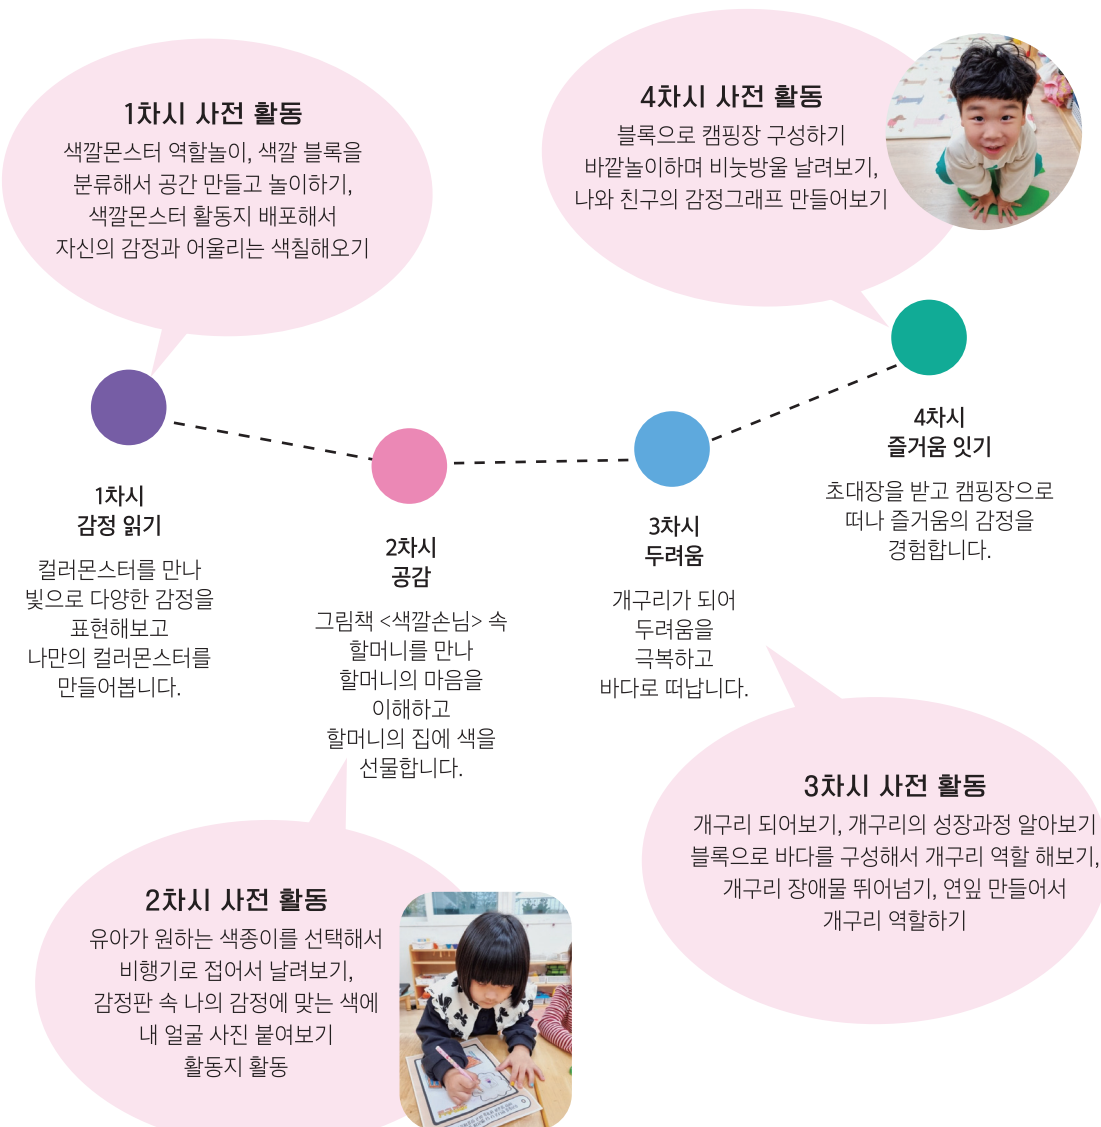 1차시 사전 활동
색깔몬스터 역할놀이, 색깔 블록을
분류해서 공간 만들고 놀이하기,
색깔몬스터 활동지 배포해서
자신의 감정과 어울리는 색칠해오기
4차시 사전 활동
블록으로 캠핑장 구성하기
바깥놀이하며 비눗방울 날려보기,
나와 친구의 감정그래프 만들어보기
1차시
감정 읽기
컬러몬스터를 만나
빛으로 다양한 감정을
표현해보고
나만의 컬러몬스터를
만들어봅니다.
2차시
공감
그림책 <색깔손님> 속
할머니를 만나
할머니의 마음을
이해하고
할머니의 집에 색을
선물합니다.
3차시
두려움
개구리가 되어
두려움을
극복하고
바다로 떠납니다.
4차시
즐거움 잇기
초대장을 받고 캠핑장으로
떠나 즐거움의 감정을
경험합니다.
3차시 사전 활동
개구리 되어보기, 개구리의 성장과정 알아보기
블록으로 바다를 구성해서 개구리 역할 해보기,
개구리 장애물 뛰어넘기, 연잎 만들어서
개구리 역할하기
2차시 사전 활동
유아가 원하는 색종이를 선택해서
비행기로 접어서 날려보기,
감정판 속 나의 감정에 맞는 색에
내 얼굴 사진 붙여보기
활동지 활동